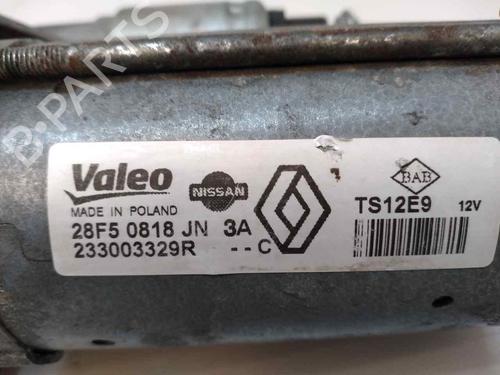 Valeo
NISSAN
BAB
MADE IN POLAND
TS12E9 12V
28F5 0818 JN 3A
233003329R --C
B-PARTS